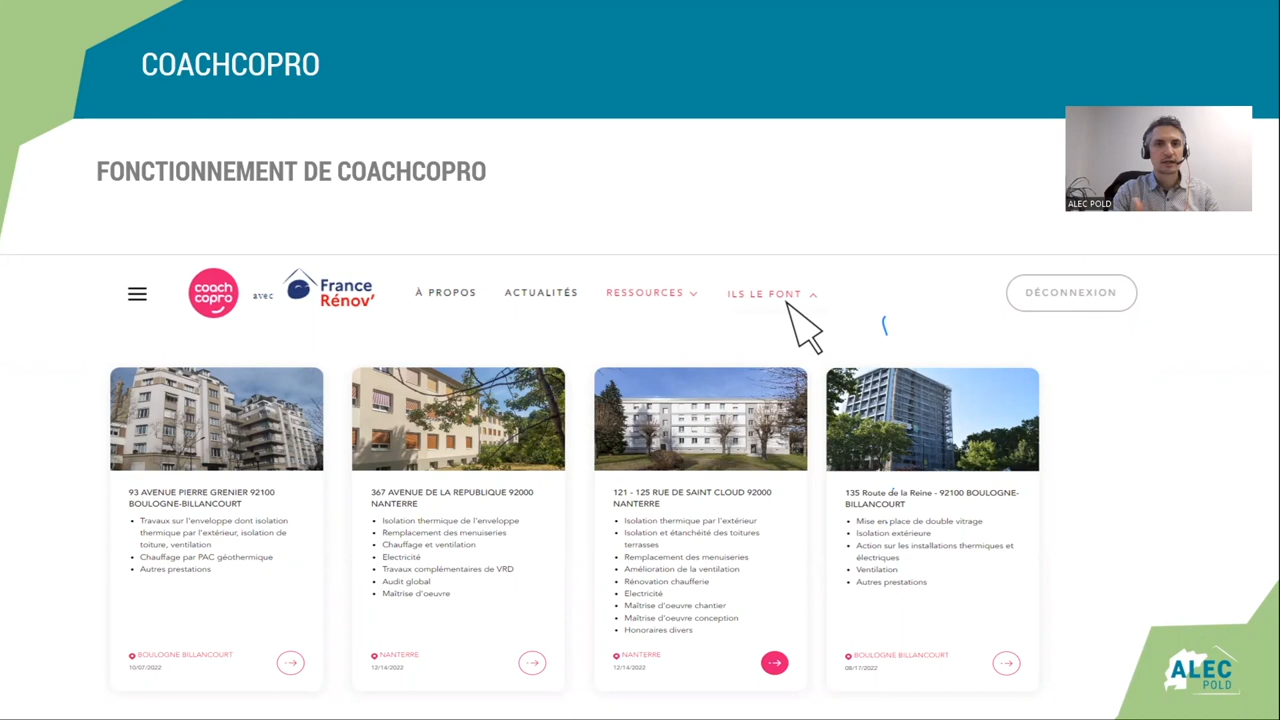 COACHCOPRO
FONCTIONNEMENT DE COACHCOPRO
ALEC POLD
coach
copro
avec
France
Rénov'
À PROPOS
ACTUALITÉS
RESSOURCES
ILS LE FONT
DÉCONNEXION
93 AVENUE PIERRE GRENIER 92100
BOULOGNE-BILLANCOURT
• Travaux sur l'enveloppe dont isolation
thermique par l'extérieur, isolation de
toiture, ventilation
• Chauffage par PAC géothermique
• Autres prestations
BOULOGNE BILLANCOURT
10/07/2022
367 AVENUE DE LA REPUBLIQUE 92000
NANTERRE
• Isolation thermique de l'enveloppe
• Remplacement des menuiseries
• Chauffage et ventilation
• Electricité
• Travaux complémentaires de VRD
• Audit global
• Maîtrise d'oeuvre
NANTERRE
12/14/2022
121 - 125 RUE DE SAINT CLOUD 92000
NANTERRE
• Isolation thermique par l'extérieur
• Isolation et étanchéité des toitures
terrasses
• Remplacement des menuiseries
• Amélioration de la ventilation
• Rénovation chaufferie
• Electricité
• Maîtrise d'oeuvre chantier
• Maîtrise d'oeuvre conception
• Honoraires divers
NANTERRE
12/14/2022
135 Route de la Reine - 92100 BOULOGNE-
BILLANCOURT
• Mise en place de double vitrage
• Isolation extérieure
• Action sur les installations thermiques et
électriques
• Ventilation
• Autres prestations
BOULOGNE BILLANCOURT
08/17/2022
ALEC
POLD